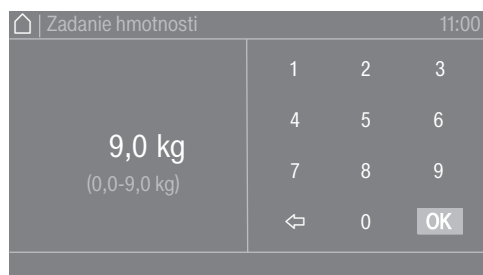 Zadanie hmotnosti 11:00
9,0 kg
(0,0-9,0 kg)
1 2 3
4 5 6
7 8 9
0 OK